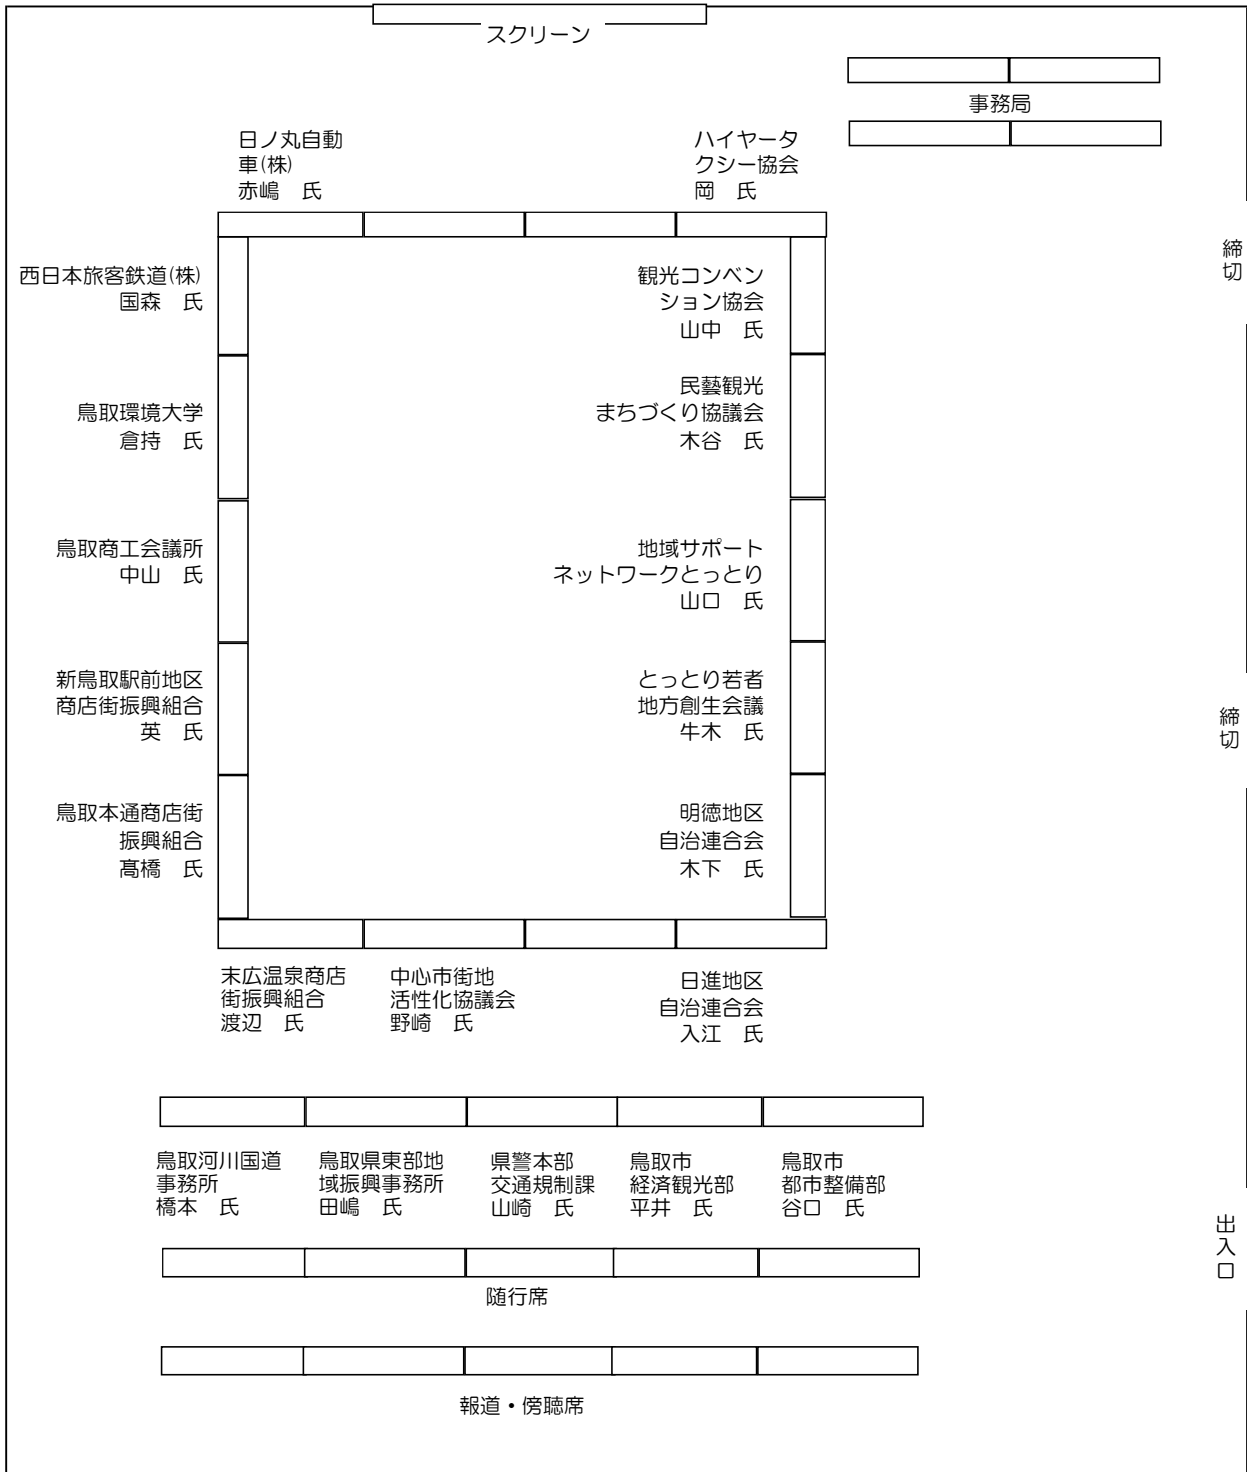 スクリーン
事務局
日ノ丸自動
車(株)
赤嶋　氏
ハイヤータ
クシー協会
岡　氏
締
切
西日本旅客鉄道(株)
国森　氏
観光コンベン
ション協会
山中　氏
鳥取環境大学
倉持　氏
民藝観光
まちづくり協議会
木谷　氏
鳥取商工会議所
中山　氏
地域サポート
ネットワークとっとり
山口　氏
新鳥取駅前地区
商店街振興組合
英　氏
とっとり若者
地方創生会議
牛木　氏
締
切
鳥取本通商店街
振興組合
髙橋　氏
明徳地区
自治連合会
木下　氏
末広温泉商店
街振興組合
渡辺　氏
中心市街地
活性化協議会
野崎　氏
日進地区
自治連合会
入江　氏
鳥取河川国道
事務所
橋本　氏
鳥取県東部地
域振興事務所
田嶋　氏
県警本部
交通規制課
山崎　氏
鳥取市
経済観光部
平井　氏
鳥取市
都市整備部
谷口　氏
出
入
口
随行席
報道・傍聴席